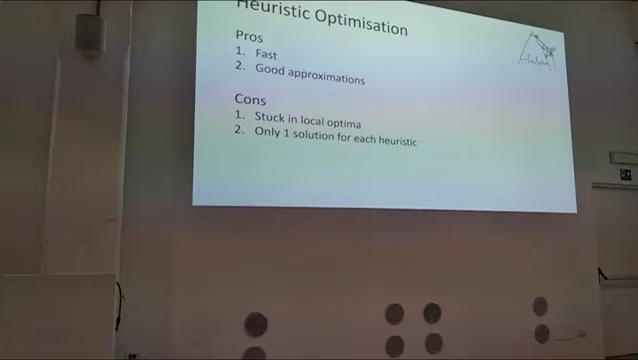 Heuristic Optimisation
Pros
1. Fast
2. Good approximations
Cons
1. Stuck in local optima
2. Only 1 solution for each heuristic